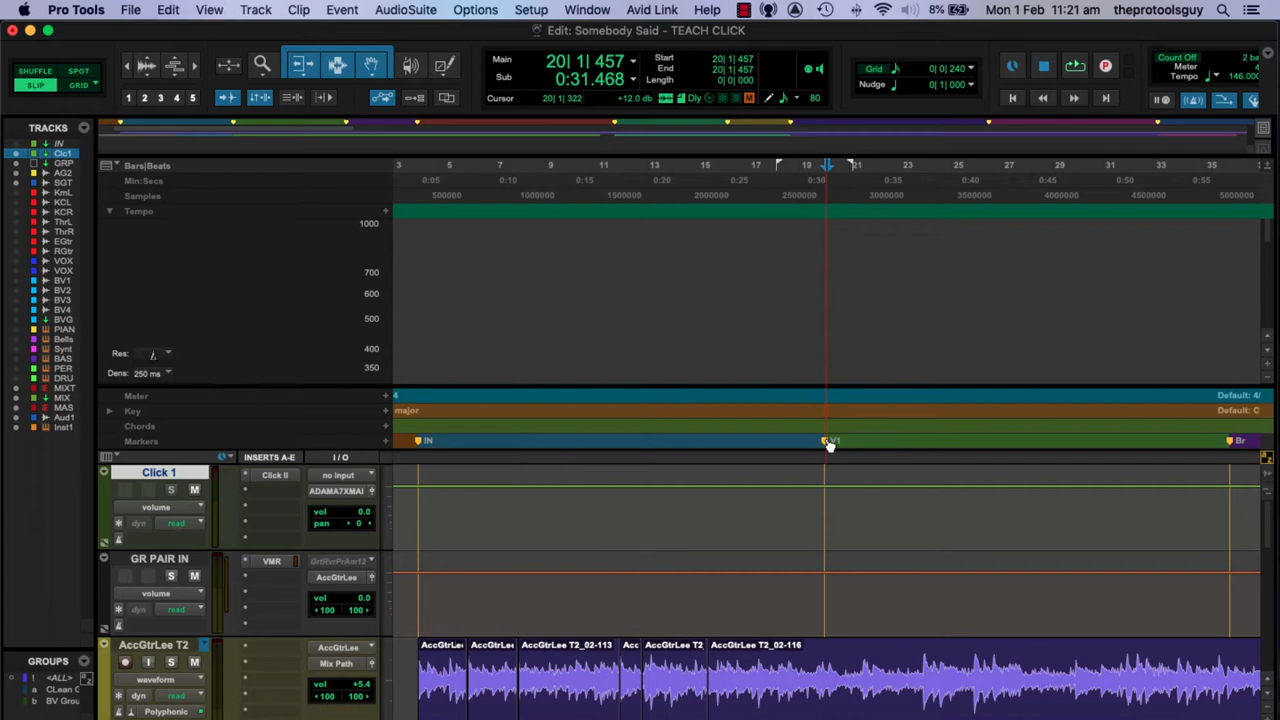 Pro Tools File Edit View Track Clip Event AudioSuite Options Setup Window Avid Link Help 8% Mon 1 Feb 11:21 am theprotoolsguy
Edit: Somebody Said - TEACH CLICK
SHUFFLE SPOT
SLIP GRID
1 2 3 4 5
Main 20| 1| 457
Sub 0:31.468
Start 20| 1| 457
End 20| 1| 457
Length 0| 0| 000
Cursor 20| 1| 322 +12.0 db Dly 80
Grid 0| 0| 240
Nudge 0| 1| 000
Count Off 2 ba
Meter
Tempo 146.000
TRACKS
IN
Clc1
GRP
AG2
SGT
KmL
KCL
KCR
ThrL
ThrR
EGtr
RGtr
VOX
VOX
BV1
BV2
BV3
BV4
BVG
PIAN
Bells
Synt
BAS
PER
DRU
MIXT
MIX
MAS
Aud1
Inst1
GROUPS
! <ALL>
a CLean G
b BV Grou
Bars|Beats 3 5 7 9 11 13 15 17 19 21 23 25 27 29 31 33 35
Min:Secs 0:05 0:10 0:15 0:20 0:25 0:30 0:35 0:40 0:45 0:50 0:55
Samples 500000 1000000 1500000 2000000 2500000 3000000 3500000 4000000 4500000 5000000
Tempo
1000
700
600
500
400
350
Res:
Dens: 250 ms
Meter 4 Default: 4/
Key major Default: C
Chords
Markers IN V1 Br
INSERTS A-E I / O
Click 1 Click II no input
S M ADAMA7XMAI
volume
vol 0.0
dyn read pan 0
GR PAIR IN VMR GrtRvrPrAm12
S M AccGtrLee
volume
vol 0.0
dyn read 100 100
AccGtrLee T2 AccGtrLee
I S M Mix Path
waveform
vol +5.4
dyn read 100 100
Polyphonic
AccGtrLe AccGtrLee AccGtrLee T2_02-113 Acc AccGtrLee T2 AccGtrLee T2_02-116